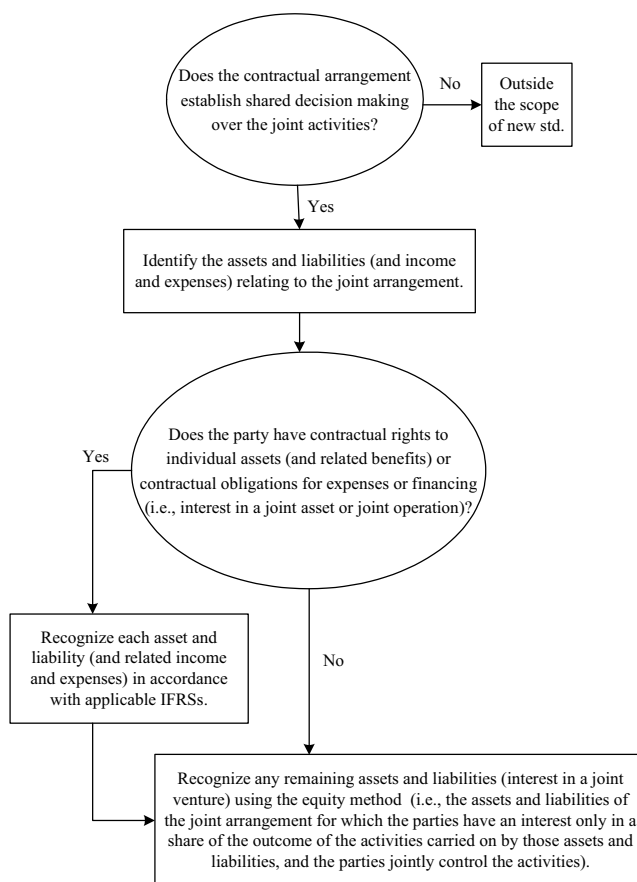 Does the contractual arrangement
establish shared decision making
over the joint activities?
No
Outside
the scope
of new std.
Yes
Identify the assets and liabilities (and income
and expenses) relating to the joint arrangement.
Does the party have contractual rights to
individual assets (and related benefits) or
contractual obligations for expenses or financing
(i.e., interest in a joint asset or joint operation)?
Yes
Recognize each asset and
liability (and related income
and expenses) in accordance
with applicable IFRSs.
No
Recognize any remaining assets and liabilities (interest in a joint
venture) using the equity method (i.e., the assets and liabilities of
the joint arrangement for which the parties have an interest only in a
share of the outcome of the activities carried on by those assets and
liabilities, and the parties jointly control the activities).